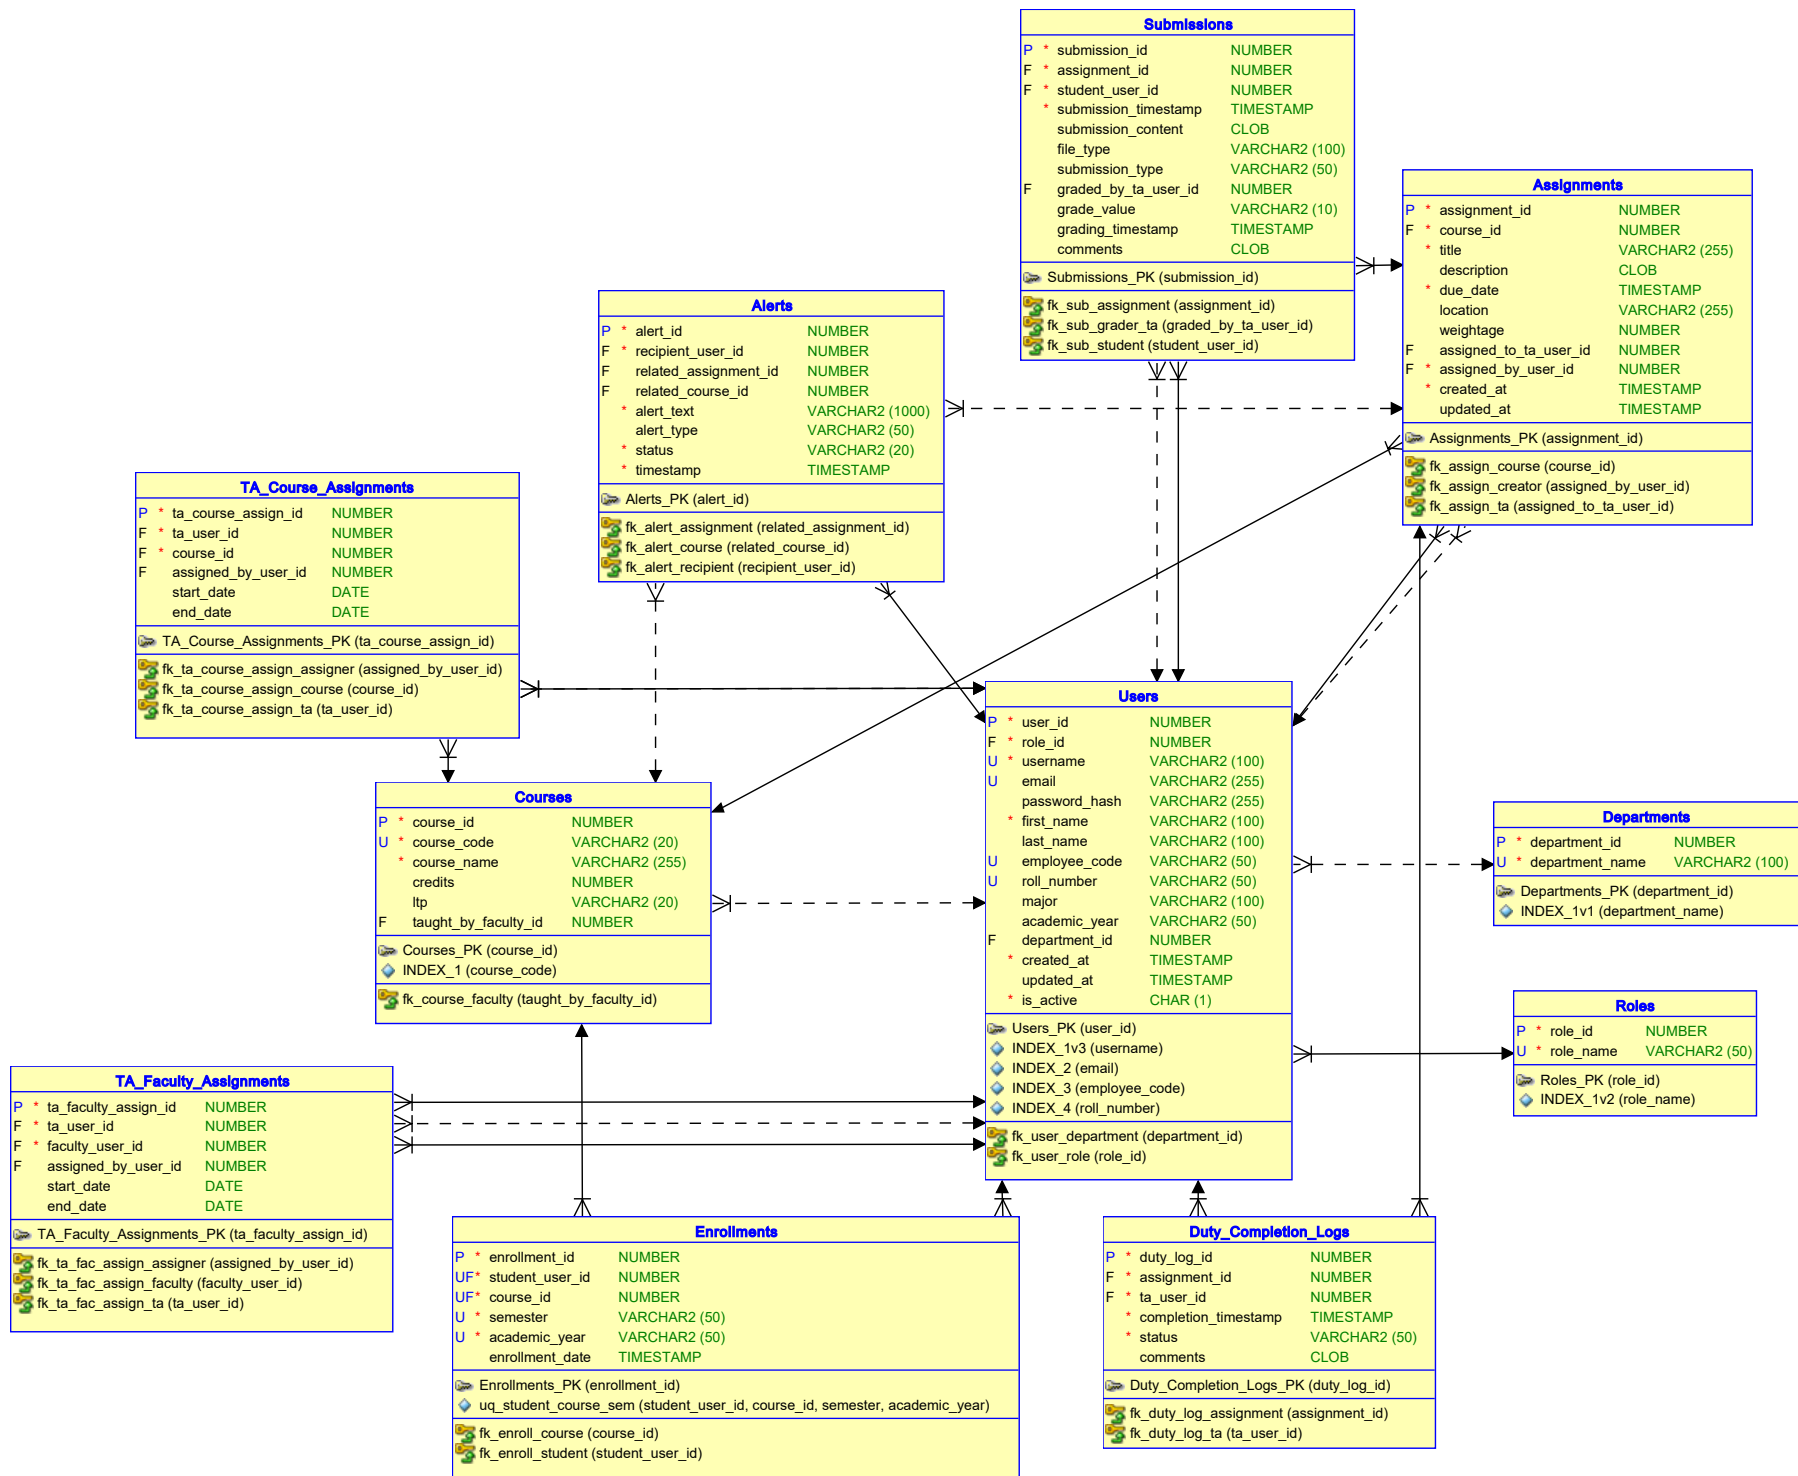 Submissions
P * submission_id NUMBER
F * assignment_id NUMBER
F * student_user_id NUMBER
* submission_timestamp TIMESTAMP
submission_content CLOB
file_type VARCHAR2 (100)
submission_type VARCHAR2 (50)
F graded_by_ta_user_id NUMBER
grade_value VARCHAR2 (10)
grading_timestamp TIMESTAMP
comments CLOB
Submissions_PK (submission_id)
fk_sub_assignment (assignment_id)
fk_sub_grader_ta (graded_by_ta_user_id)
fk_sub_student (student_user_id)
Assignments
P * assignment_id NUMBER
F * course_id NUMBER
* title VARCHAR2 (255)
description CLOB
* due_date TIMESTAMP
location VARCHAR2 (255)
weightage NUMBER
F assigned_to_ta_user_id NUMBER
F * assigned_by_user_id NUMBER
* created_at TIMESTAMP
updated_at TIMESTAMP
Assignments_PK (assignment_id)
fk_assign_course (course_id)
fk_assign_creator (assigned_by_user_id)
fk_assign_ta (assigned_to_ta_user_id)
Alerts
P * alert_id NUMBER
F * recipient_user_id NUMBER
F related_assignment_id NUMBER
F related_course_id NUMBER
* alert_text VARCHAR2 (1000)
alert_type VARCHAR2 (50)
* status VARCHAR2 (20)
* timestamp TIMESTAMP
Alerts_PK (alert_id)
fk_alert_assignment (related_assignment_id)
fk_alert_course (related_course_id)
fk_alert_recipient (recipient_user_id)
TA_Course_Assignments
P * ta_course_assign_id NUMBER
F * ta_user_id NUMBER
F * course_id NUMBER
F assigned_by_user_id NUMBER
start_date DATE
end_date DATE
TA_Course_Assignments_PK (ta_course_assign_id)
fk_ta_course_assign_assigner (assigned_by_user_id)
fk_ta_course_assign_course (course_id)
fk_ta_course_assign_ta (ta_user_id)
Users
P * user_id NUMBER
F * role_id NUMBER
U * username VARCHAR2 (100)
U email VARCHAR2 (255)
password_hash VARCHAR2 (255)
* first_name VARCHAR2 (100)
last_name VARCHAR2 (100)
U employee_code VARCHAR2 (50)
U roll_number VARCHAR2 (50)
major VARCHAR2 (100)
academic_year VARCHAR2 (50)
F department_id NUMBER
* created_at TIMESTAMP
updated_at TIMESTAMP
* is_active CHAR (1)
Users_PK (user_id)
INDEX_1v3 (username)
INDEX_2 (email)
INDEX_3 (employee_code)
INDEX_4 (roll_number)
fk_user_department (department_id)
fk_user_role (role_id)
Courses
P * course_id NUMBER
U * course_code VARCHAR2 (20)
* course_name VARCHAR2 (255)
credits NUMBER
ltp VARCHAR2 (20)
F taught_by_faculty_id NUMBER
Courses_PK (course_id)
INDEX_1 (course_code)
fk_course_faculty (taught_by_faculty_id)
Departments
P * department_id NUMBER
U * department_name VARCHAR2 (100)
Departments_PK (department_id)
INDEX_1v1 (department_name)
Roles
P * role_id NUMBER
U * role_name VARCHAR2 (50)
Roles_PK (role_id)
INDEX_1v2 (role_name)
TA_Faculty_Assignments
P * ta_faculty_assign_id NUMBER
F * ta_user_id NUMBER
F * faculty_user_id NUMBER
F assigned_by_user_id NUMBER
start_date DATE
end_date DATE
TA_Faculty_Assignments_PK (ta_faculty_assign_id)
fk_ta_fac_assign_assigner (assigned_by_user_id)
fk_ta_fac_assign_faculty (faculty_user_id)
fk_ta_fac_assign_ta (ta_user_id)
Enrollments
P * enrollment_id NUMBER
UF* student_user_id NUMBER
UF* course_id NUMBER
U * semester VARCHAR2 (50)
U * academic_year VARCHAR2 (50)
enrollment_date TIMESTAMP
Enrollments_PK (enrollment_id)
uq_student_course_sem (student_user_id, course_id, semester, academic_year)
fk_enroll_course (course_id)
fk_enroll_student (student_user_id)
Duty_Completion_Logs
P * duty_log_id NUMBER
F * assignment_id NUMBER
F * ta_user_id NUMBER
* completion_timestamp TIMESTAMP
* status VARCHAR2 (50)
comments CLOB
Duty_Completion_Logs_PK (duty_log_id)
fk_duty_log_assignment (assignment_id)
fk_duty_log_ta (ta_user_id)